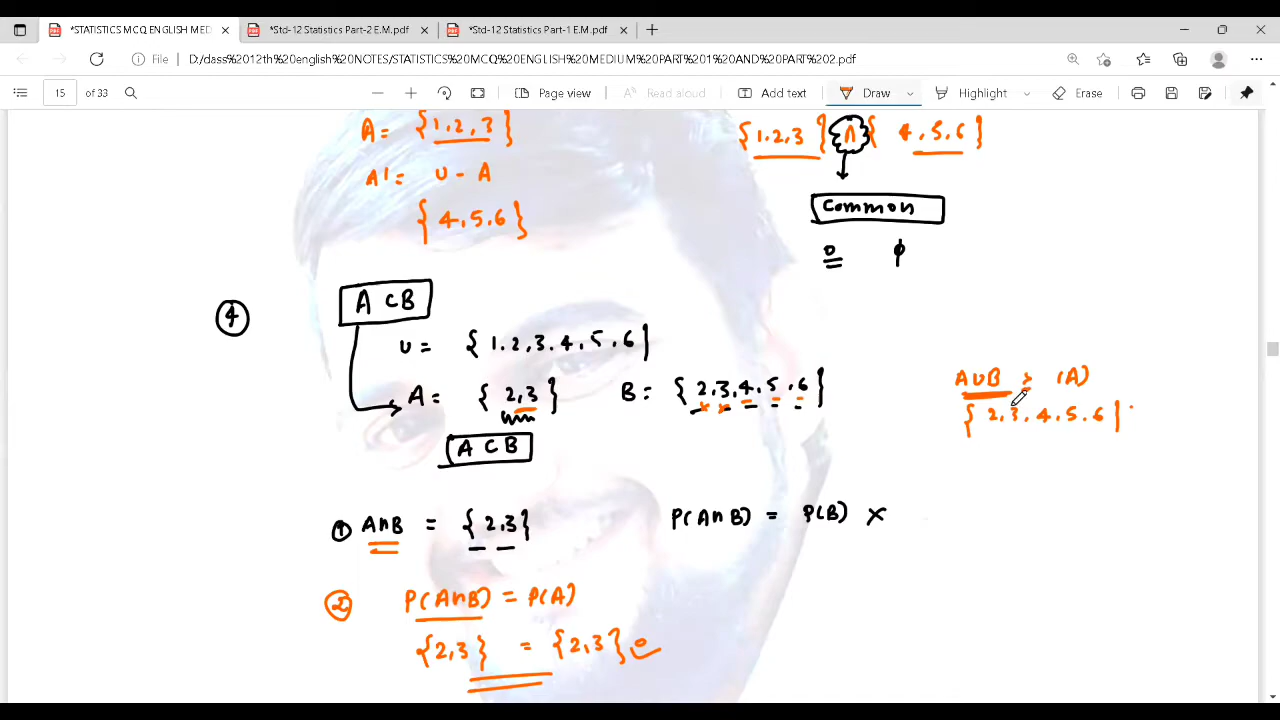 *STATISTICS MCQ ENGLISH MED
*Std-12 Statistics Part-2 E.M.pdf
*Std-12 Statistics Part-1 E.M.pdf
File
D:/class%2012th%20english%20NOTES/STATISTICS%20MCQ%20ENGLISH%20MEDIUM%20PART%201%20AND%20PART%202.pdf
15 of 33
Page view
Read aloud
Add text
Draw
Highlight
Erase
A = {1,2,3}
A' = U - A
{4,5,6}
{1,2,3} ∩ {4,5,6}
Common
0 ϕ
④ A ⊂ B
U = {1,2,3,4,5,6}
A = {2,3} B = {2,3,4,5,6}
A ⊂ B
A∪B > (A)
{2,3,4,5,6}
① A∩B = {2,3} P(A∩B) = P(B) ×
② P(A∩B) = P(A)
{2,3} = {2,3}